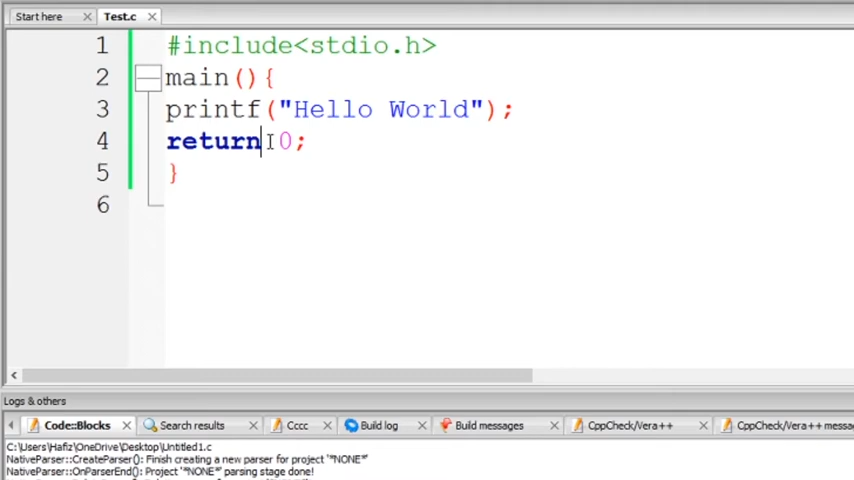 Start here Test.c
1 #include<stdio.h>
2 main(){
3 printf("Hello World");
4 return 0;
5 }
6
Logs & others
Code::Blocks Search results Cccc Build log Build messages CppCheck/Vera++ CppCheck/Vera++ messag
C:\Users\Hafiz\OneDrive\Desktop\Untitled1.c
NativeParser::CreateParser(): Finish creating a new parser for project '*NONE*'
NativeParser::OnParserEnd(): Project '*NONE*' parsing stage done!